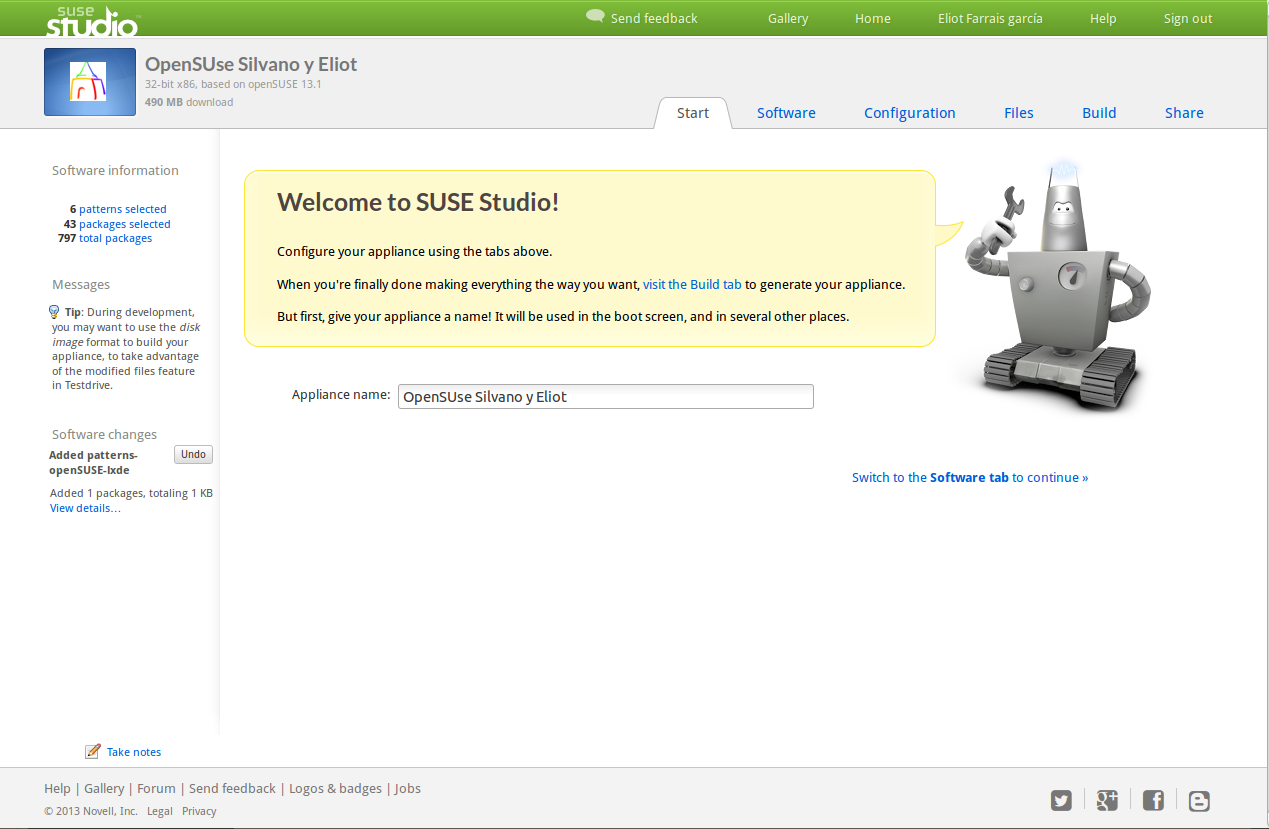 suse
studio
Send feedback
Gallery
Home
Eliot Farrais garcía
Help
Sign out
OpenSUse Silvano y Eliot
32-bit x86, based on openSUSE 13.1
490 MB download
Start
Software
Configuration
Files
Build
Share
Software information
6 patterns selected
43 packages selected
797 total packages
Messages
Tip: During development,
you may want to use the disk
image format to build your
appliance, to take advantage
of the modified files feature
in Testdrive.
Software changes
Added patterns-
openSUSE-lxde
Undo
Added 1 packages, totaling 1 KB
View details...
Take notes
Welcome to SUSE Studio!
Configure your appliance using the tabs above.
When you're finally done making everything the way you want, visit the Build tab to generate your appliance.
But first, give your appliance a name! It will be used in the boot screen, and in several other places.
Appliance name: OpenSUse Silvano y Eliot
Switch to the Software tab to continue »
Help | Gallery | Forum | Send feedback | Logos & badges | Jobs
© 2013 Novell, Inc. Legal Privacy